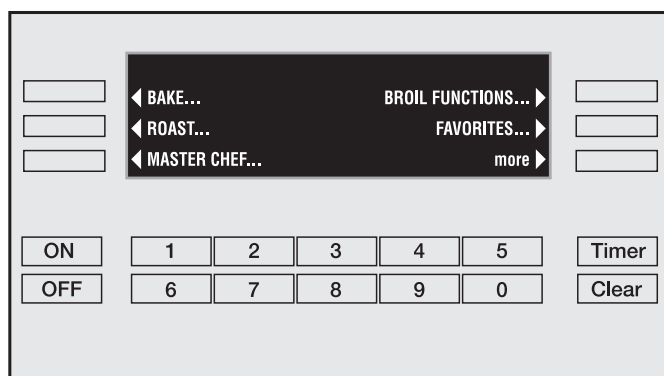 BAKE... BROIL FUNCTIONS...
ROAST... FAVORITES...
MASTER CHEF... more
ON 1 2 3 4 5 Timer
OFF 6 7 8 9 0 Clear